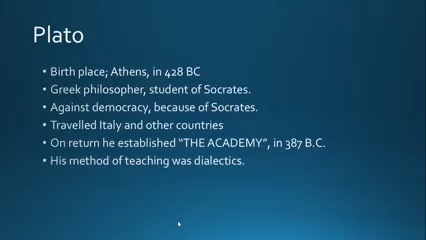 Plato
• Birth place; Athens, in 428 BC
• Greek philosopher, student of Socrates.
• Against democracy, because of Socrates.
• Travelled Italy and other countries
• On return he established “THE ACADEMY”, in 387 B.C.
• His method of teaching was dialectics.